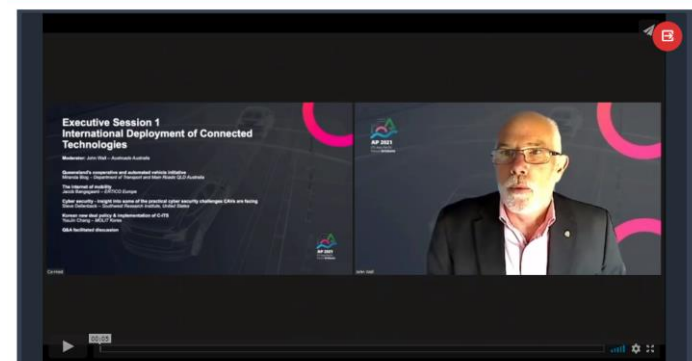 Executive Session 1
International Deployment of Connected
Technologies
Moderator: John Wall – Austroads Australia
Queensland's cooperative and automated vehicle initiative
Miranda Blogg – Department of Transport and Main Roads QLD Australia
The internet of mobility
Jacob Bangsgaard – ERTICO Europe
Cyber security - insight into some of the practical cyber security challenges CAVs are facing
Steve Dellenback – Southwest Research Institute, United States
Korean new deal policy & implementation of C-ITS
Youjin Chang – MOLIT Korea
Q&A facilitated discussion
AP 2021
AP 2021
00:05